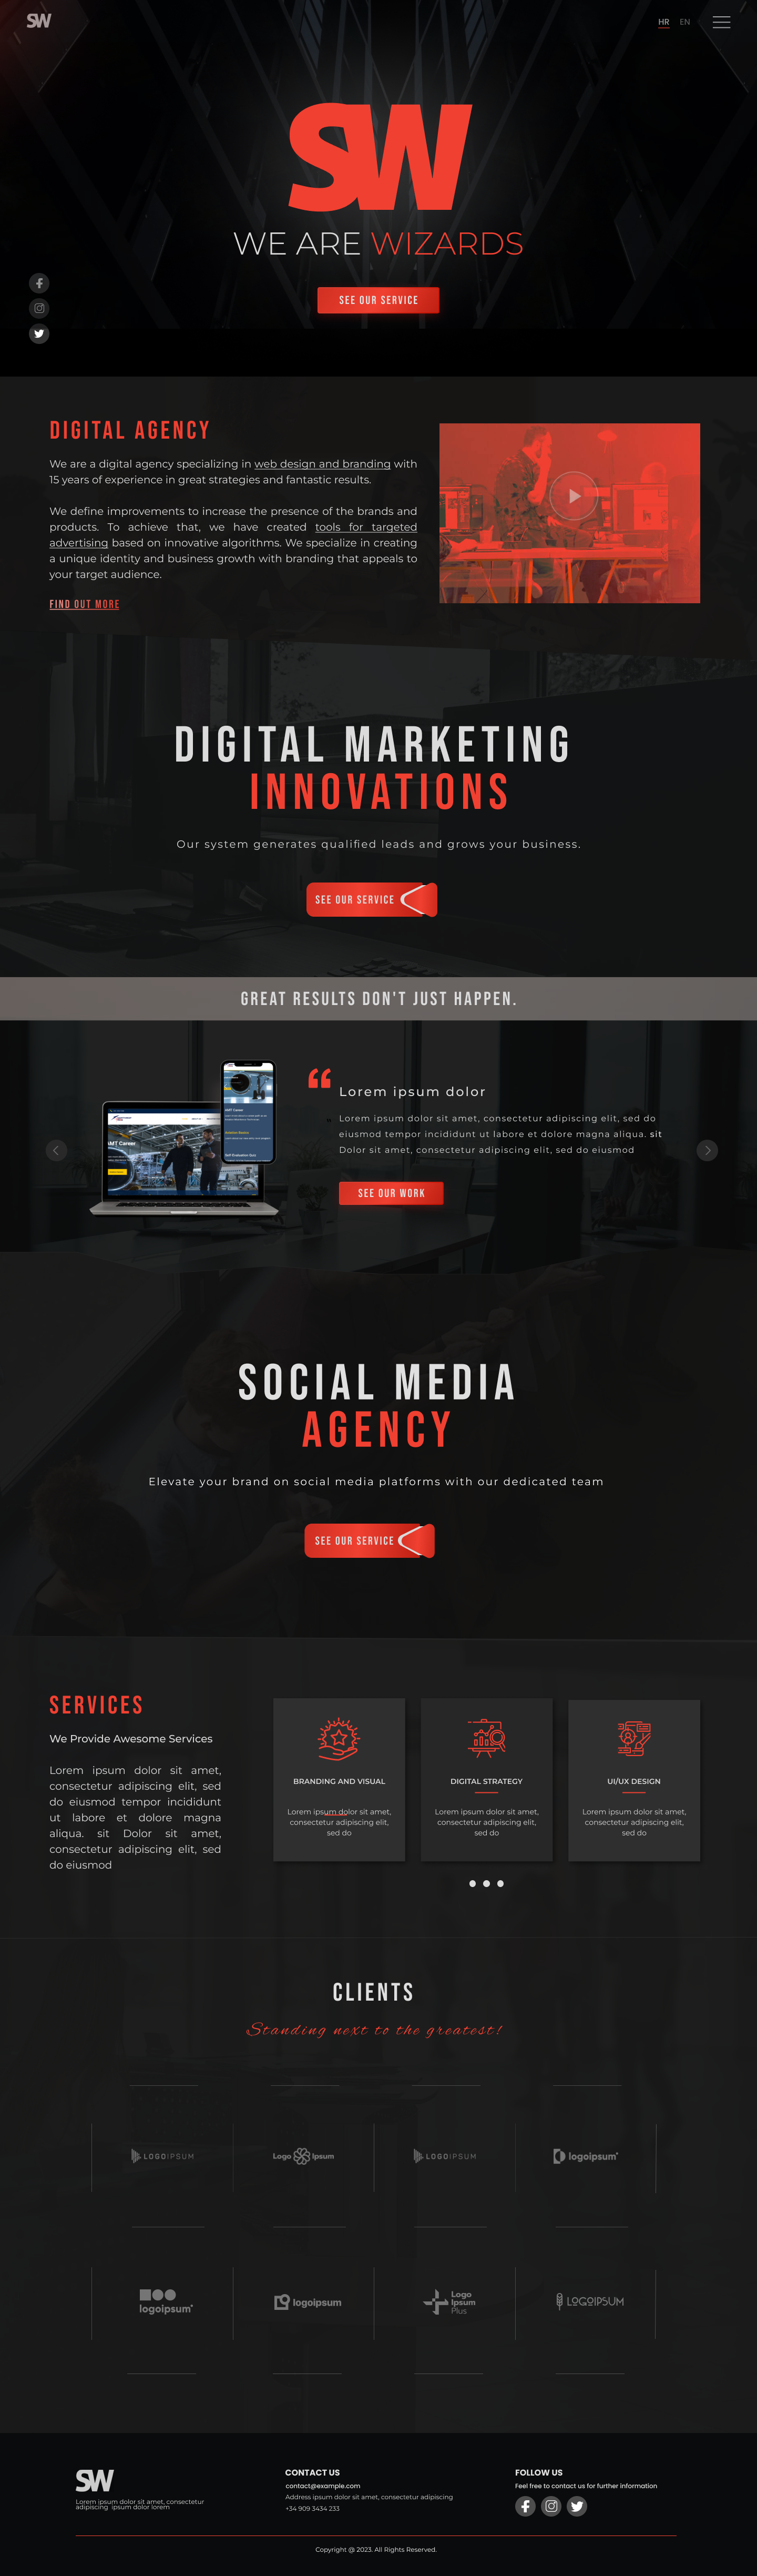 SW
HR EN
SW
WE ARE WIZARDS
SEE OUR SERVICE
DIGITAL AGENCY
We are a digital agency specializing in web design and branding with
15 years of experience in great strategies and fantastic results.
We define improvements to increase the presence of the brands and
products. To achieve that, we have created tools for targeted
advertising based on innovative algorithms. We specialize in creating
a unique identity and business growth with branding that appeals to
your target audience.
FIND OUT MORE
DIGITAL MARKETING
INNOVATIONS
Our system generates qualified leads and grows your business.
SEE OUR SERVICE
GREAT RESULTS DON'T JUST HAPPEN.
AMT Career
AMT Career
Self Evaluation Quiz
“
Lorem ipsum dolor
Lorem ipsum dolor sit amet, consectetur adipiscing elit, sed do
eiusmod tempor incididunt ut labore et dolore magna aliqua. sit
Dolor sit amet, consectetur adipiscing elit, sed do eiusmod
SEE OUR WORK
SOCIAL MEDIA
AGENCY
Elevate your brand on social media platforms with our dedicated team
SEE OUR SERVICE
SERVICES
We Provide Awesome Services
Lorem ipsum dolor sit amet,
consectetur adipiscing elit, sed
do eiusmod tempor incididunt
ut labore et dolore magna
aliqua. sit Dolor sit amet,
consectetur adipiscing elit, sed
do eiusmod
BRANDING AND VISUAL
Lorem ipsum dolor sit amet,
consectetur adipiscing elit,
sed do
DIGITAL STRATEGY
Lorem ipsum dolor sit amet,
consectetur adipiscing elit,
sed do
UI/UX DESIGN
Lorem ipsum dolor sit amet,
consectetur adipiscing elit,
sed do
CLIENTS
Standing next to the greatest!
LOGOIPSUM
Logo Ipsum
LOGOIPSUM
logoipsum
logoipsum
logoipsum
Logo
Ipsum
Plus
LOGOIPSUM
SW
Lorem ipsum dolor sit amet, consectetur
adipiscing ipsum dolor lorem
CONTACT US
contact@example.com
Address ipsum dolor sit amet, consectetur adipiscing
+34 909 3434 233
FOLLOW US
Feel free to contact us for further information
Copyright @ 2023. All Rights Reserved.